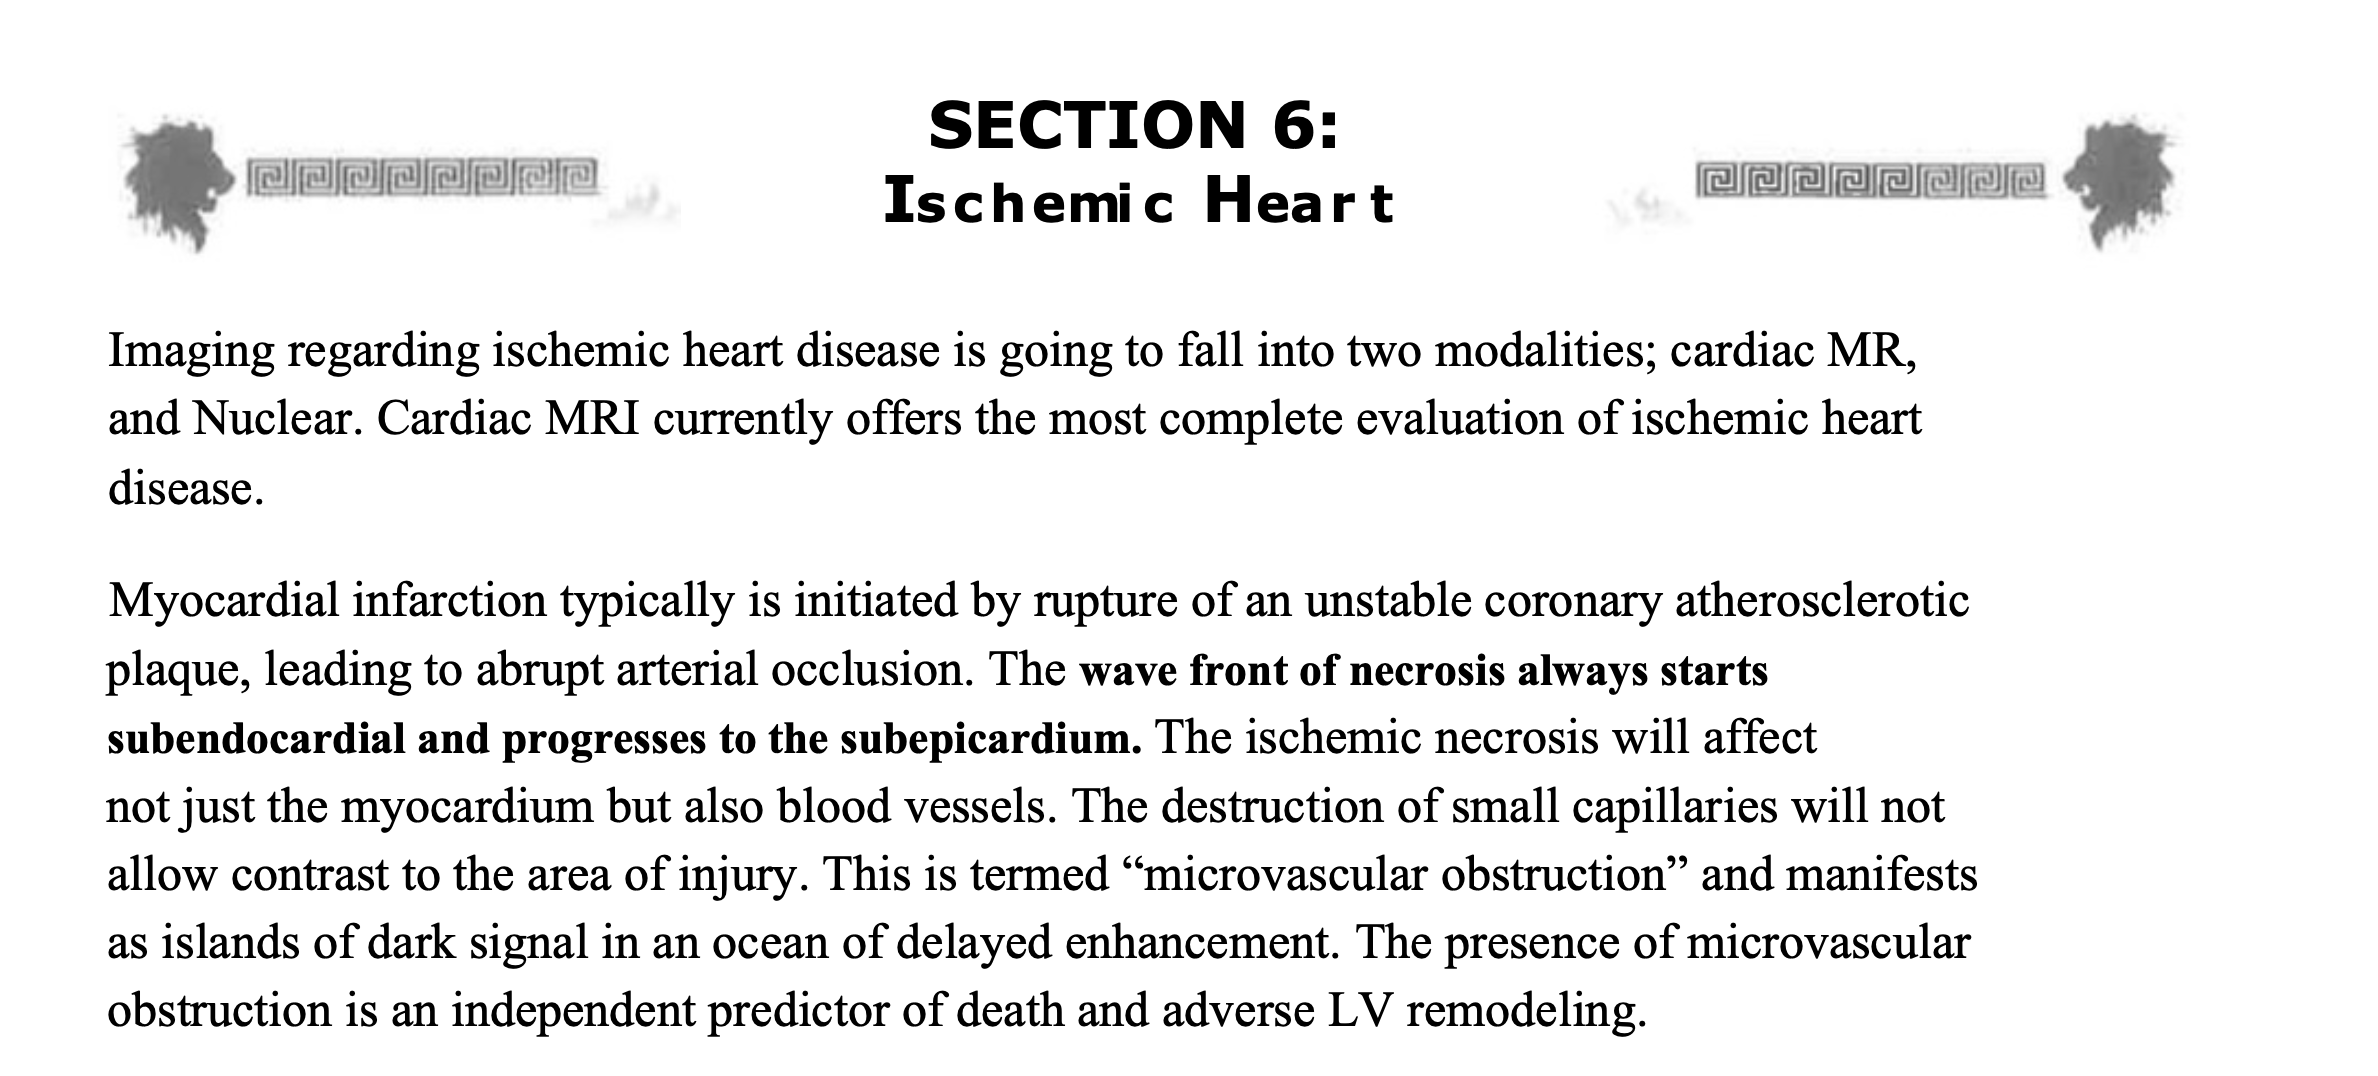 SECTION 6:
Ischemic Heart
Imaging regarding ischemic heart disease is going to fall into two modalities; cardiac MR,
and Nuclear. Cardiac MRI currently offers the most complete evaluation of ischemic heart
disease.
Myocardial infarction typically is initiated by rupture of an unstable coronary atherosclerotic
plaque, leading to abrupt arterial occlusion. The wave front of necrosis always starts
subendocardial and progresses to the subepicardium. The ischemic necrosis will affect
not just the myocardium but also blood vessels. The destruction of small capillaries will not
allow contrast to the area of injury. This is termed “microvascular obstruction” and manifests
as islands of dark signal in an ocean of delayed enhancement. The presence of microvascular
obstruction is an independent predictor of death and adverse LV remodeling.